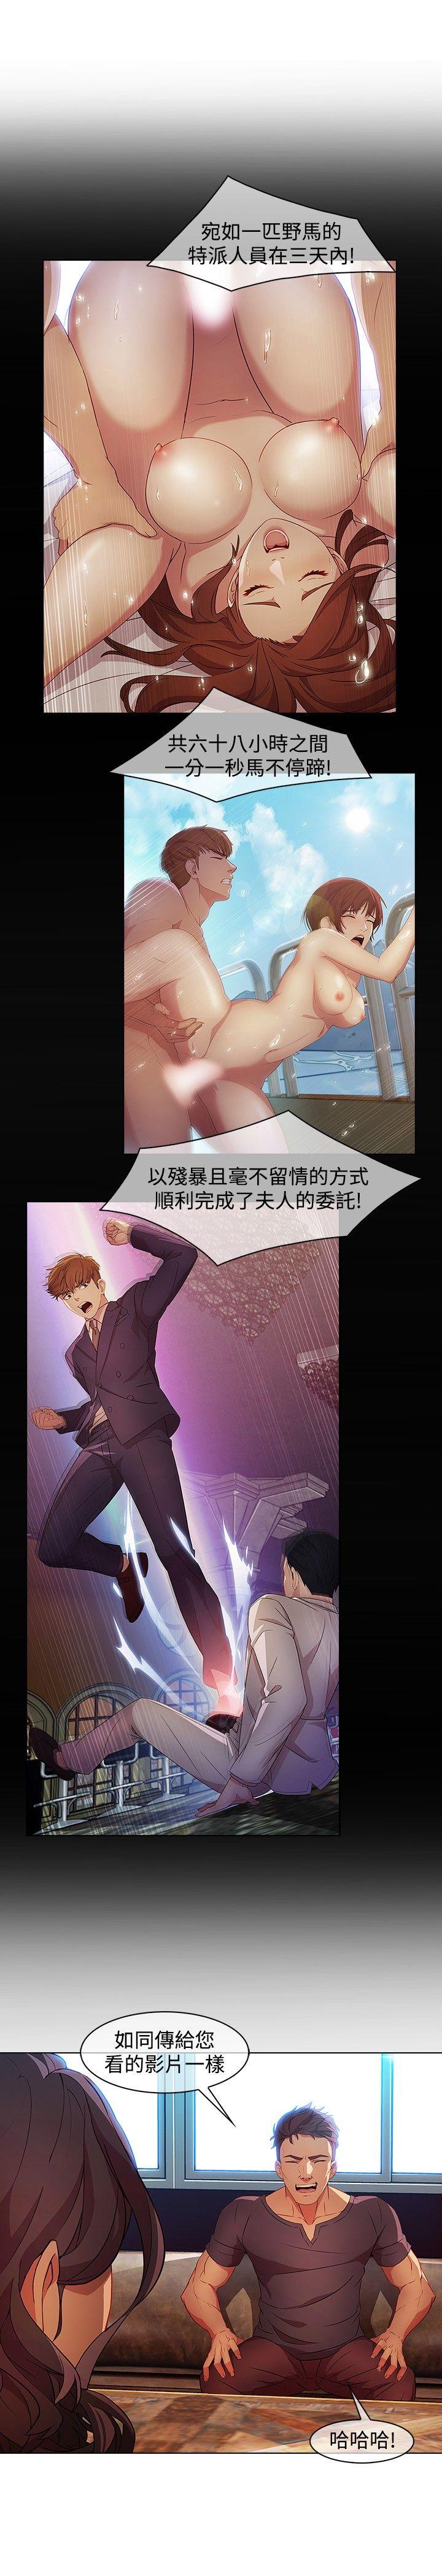 宛如一匹野馬的
特派人員在三天內!
共六十八小時之間
一分一秒馬不停蹄!
以殘暴且毫不留情的方式
順利完成了夫人的委託!
如同傳給您
看的影片一樣
哈哈哈!